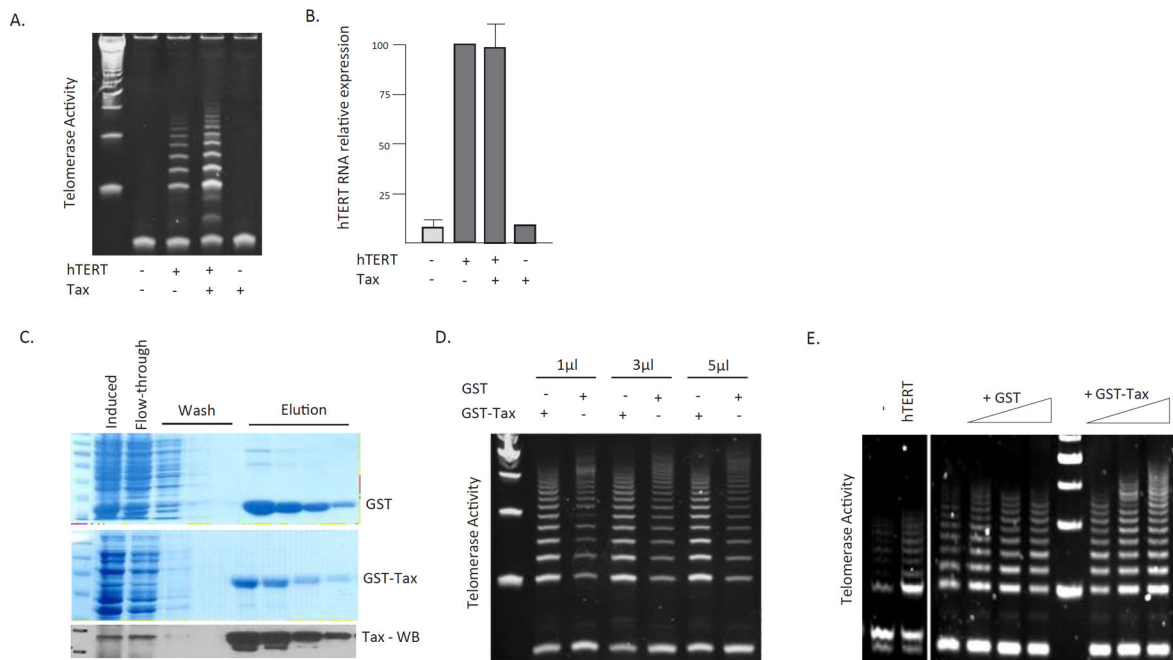 A.
Telomerase Activity
hTERT - + + -
Tax - - + +
B.
hTERT RNA relative expression
100
75
50
25
hTERT - + + -
Tax - - + +
C.
Induced
Flow-through
Wash
Elution
GST
GST-Tax
Tax - WB
D.
1µl 3µl 5µl
GST - + - + - +
GST-Tax + - + - + -
Telomerase Activity
E.
-
hTERT
+ GST
+ GST-Tax
Telomerase Activity